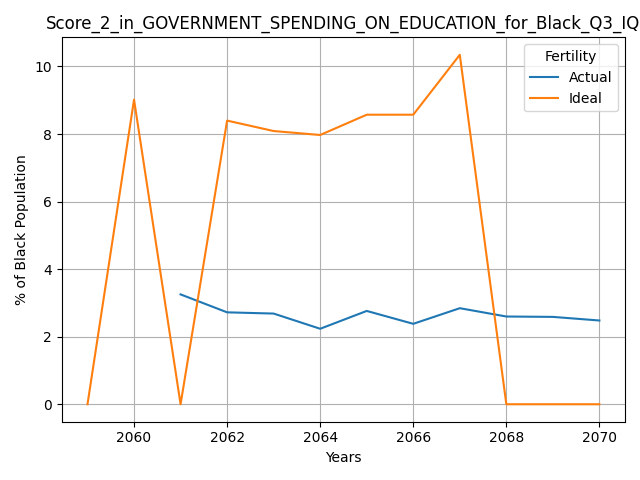 Score_2_in_GOVERNMENT_SPENDING_ON_EDUCATION_for_Black_Q3_IQ
Fertility
Actual
Ideal
% of Black Population
10
8
6
4
2
0
2060 2062 2064 2066 2068 2070
Years